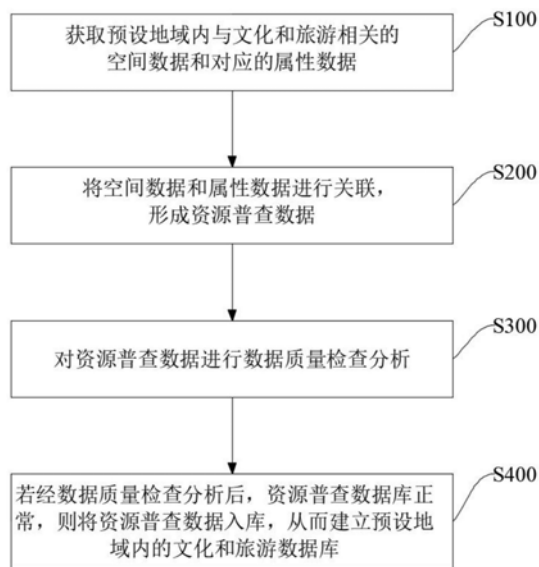 S100
获取预设地域内与文化和旅游相关的
空间数据和对应的属性数据
S200
将空间数据和属性数据进行关联，
形成资源普查数据
S300
对资源普查数据进行数据质量检查分析
S400
若经数据质量检查分析后，资源普查数据库正
常，则将资源普查数据入库，从而建立预设地
域内的文化和旅游数据库